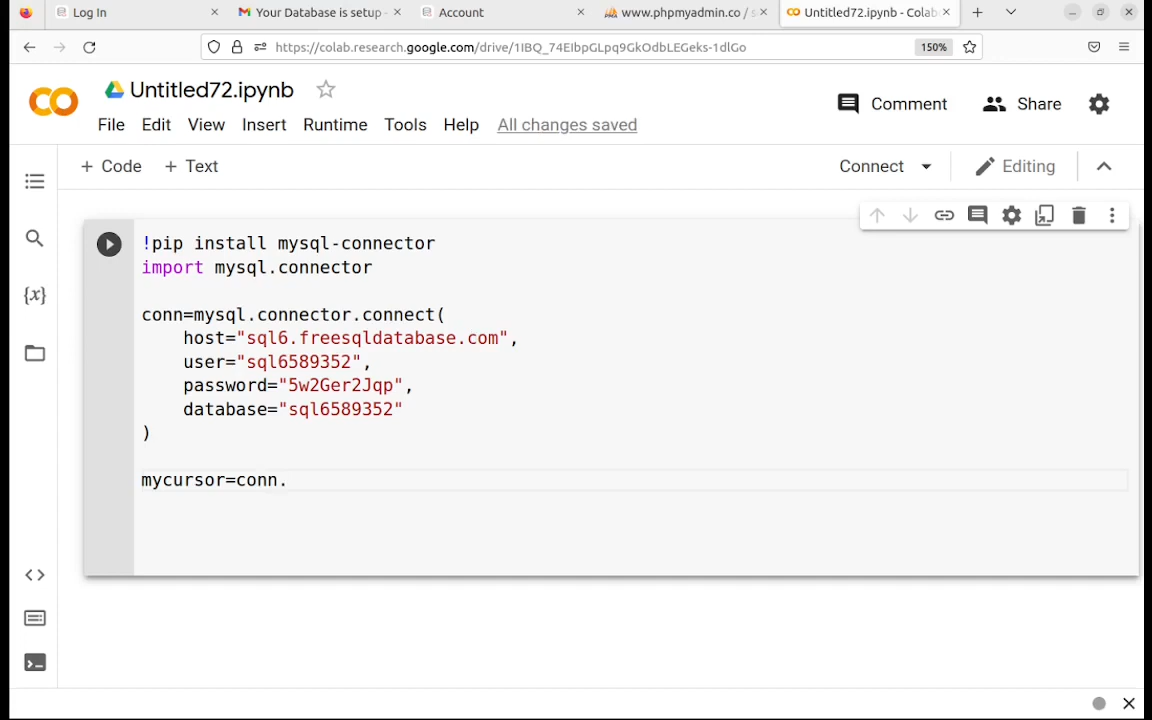 Log In
Your Database is setup -
Account
www.phpmyadmin.co / s
Untitled72.ipynb - Colab
https://colab.research.google.com/drive/1IBQ_74EIbpGLpq9GkOdbLEGeks-1dlGo
150%
Untitled72.ipynb
File Edit View Insert Runtime Tools Help All changes saved
Comment
Share
+ Code + Text
Connect
Editing
{x}
!pip install mysql-connector
import mysql.connector
conn=mysql.connector.connect(
host="sql6.freesqldatabase.com",
user="sql6589352",
password="5w2Ger2Jqp",
database="sql6589352"
)
mycursor=conn.